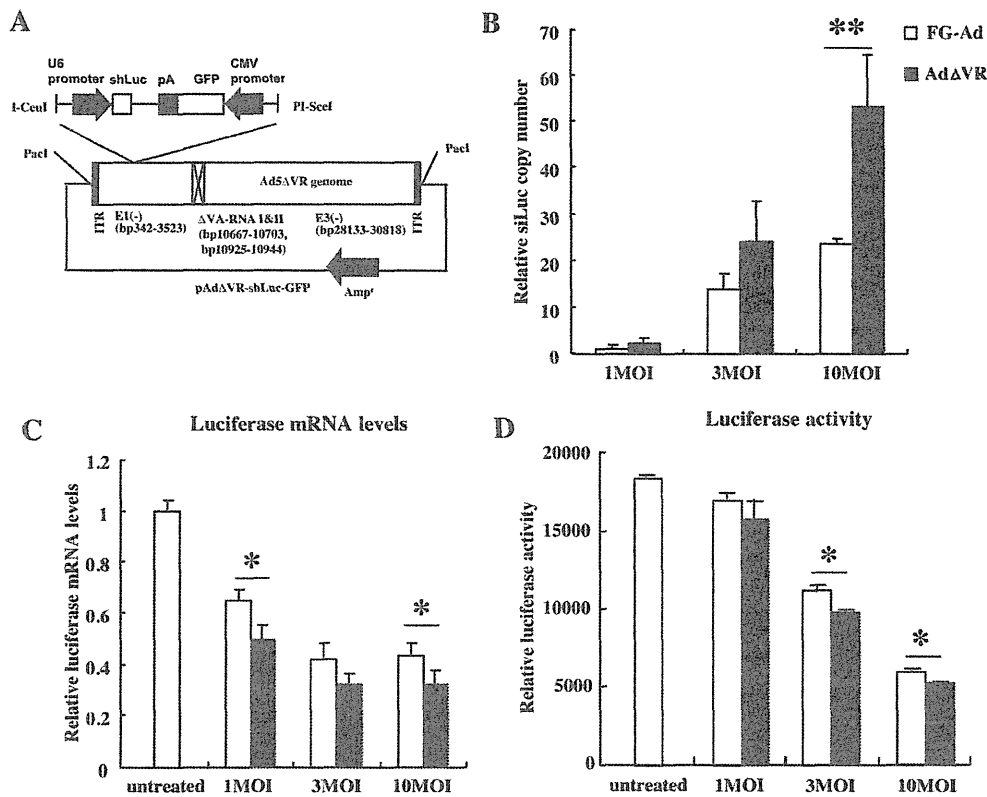 A
U6 promoter shLuc pA GFP CMV promoter
I-CeuI PI-SceI
PacI PacI
Ad5ΔVR genome
ITR E1(-) (bp342-3523) ΔVA-RNA I&II (bp10667-10703, bp10925-10944) E3(-) (bp28133-30818) ITR
pAdΔVR-shLuc-GFP Ampr
B
Relative siLuc copy number
70
60
50
40
30
20
10
0
**
FG-Ad
AdΔVR
1MOI 3MOI 10MOI
C
Luciferase mRNA levels
Relative luciferase mRNA levels
1.2
1
0.8
0.6
0.4
0.2
0
* *
untreated 1MOI 3MOI 10MOI
D
Luciferase activity
Relative luciferase activity
20000
15000
10000
5000
0
* *
untreated 1MOI 3MOI 10MOI